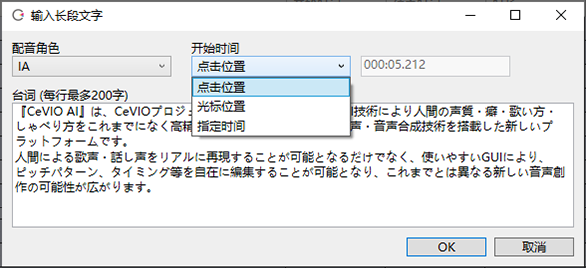 输入长段文字
配音角色 开始时间
IA 点击位置 000:05.212
点击位置
光标位置
指定时间
台词 (每行最多200字)
『CeVIO AI』は、CeVIOプロジェ I技術により人間の声質・癖・歌い方・
しゃべり方をこれまでになく高精 声・音声合成技術を搭載した新しいプ
ラットフォームです。
人間による歌声・話し声をリアルに再現することが可能となるだけでなく、使いやすいGUIにより、
ピッチパターン、タイミング等を自在に編集することが可能となり、これまでとは異なる新しい音声創
作の可能性が広がります。
OK 取消